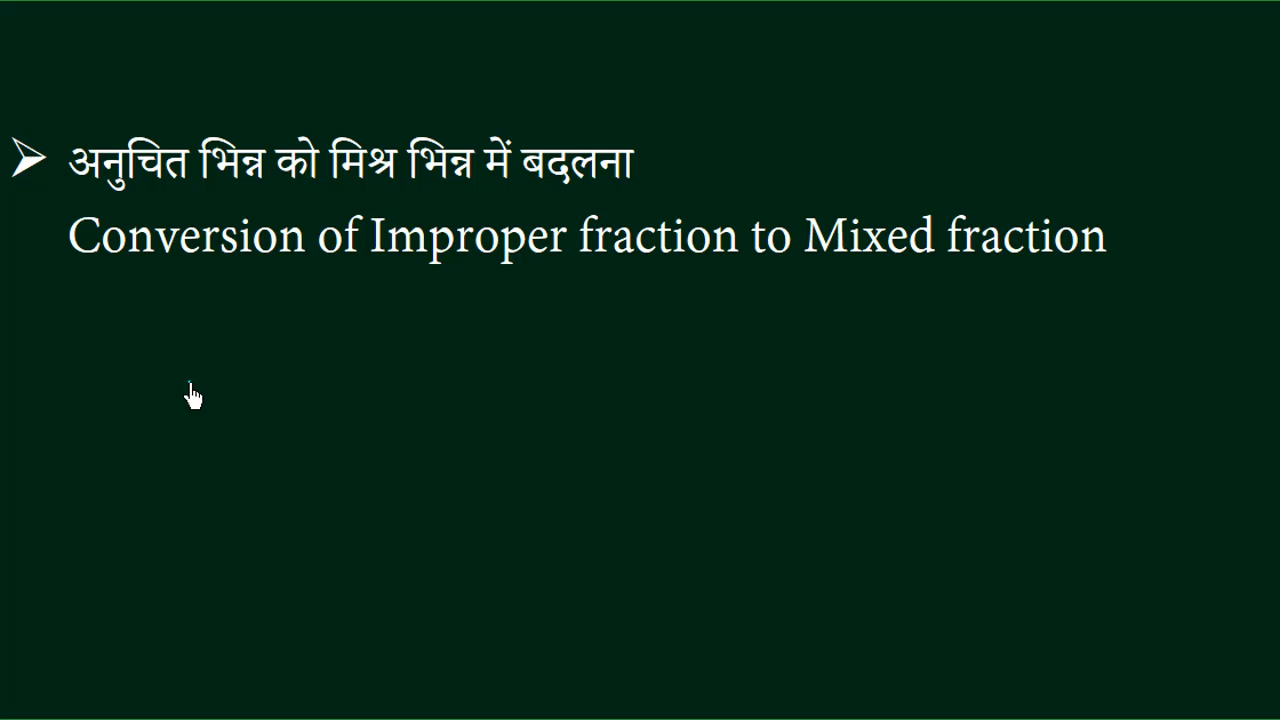 अनुचित भिन्न को मिश्र भिन्न में बदलना
Conversion of Improper fraction to Mixed fraction